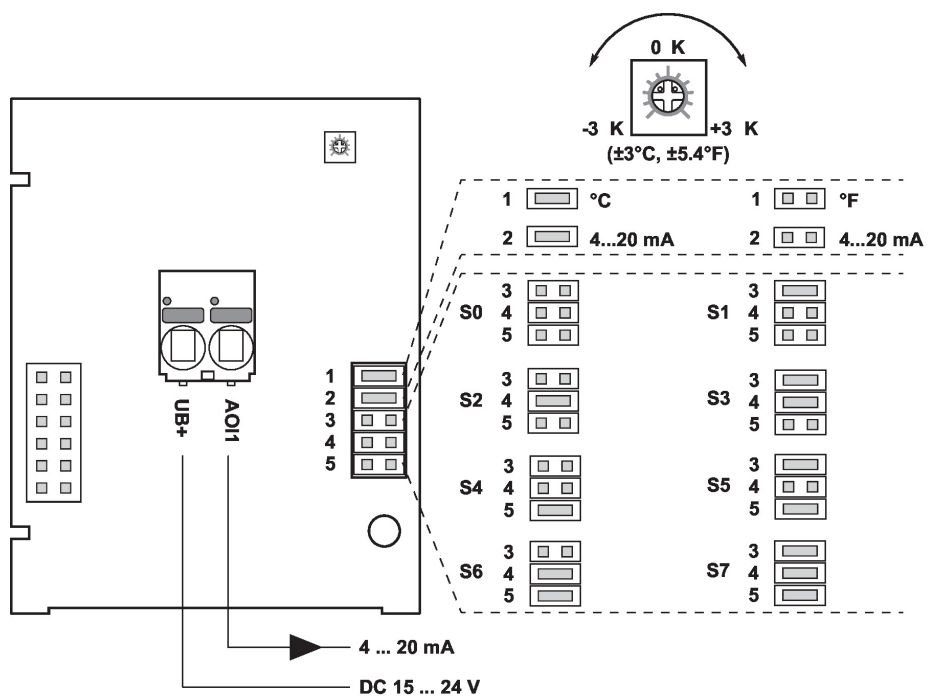 0 K
-3 K +3 K
(±3°C, ±5.4°F)
1 °C 1 °F
2 4...20 mA 2 4...20 mA
S0 3 4 5 S1 3 4 5
S2 3 4 5 S3 3 4 5
S4 3 4 5 S5 3 4 5
S6 3 4 5 S7 3 4 5
UB+ AOI1
1
2
3
4
5
4 ... 20 mA
DC 15 ... 24 V